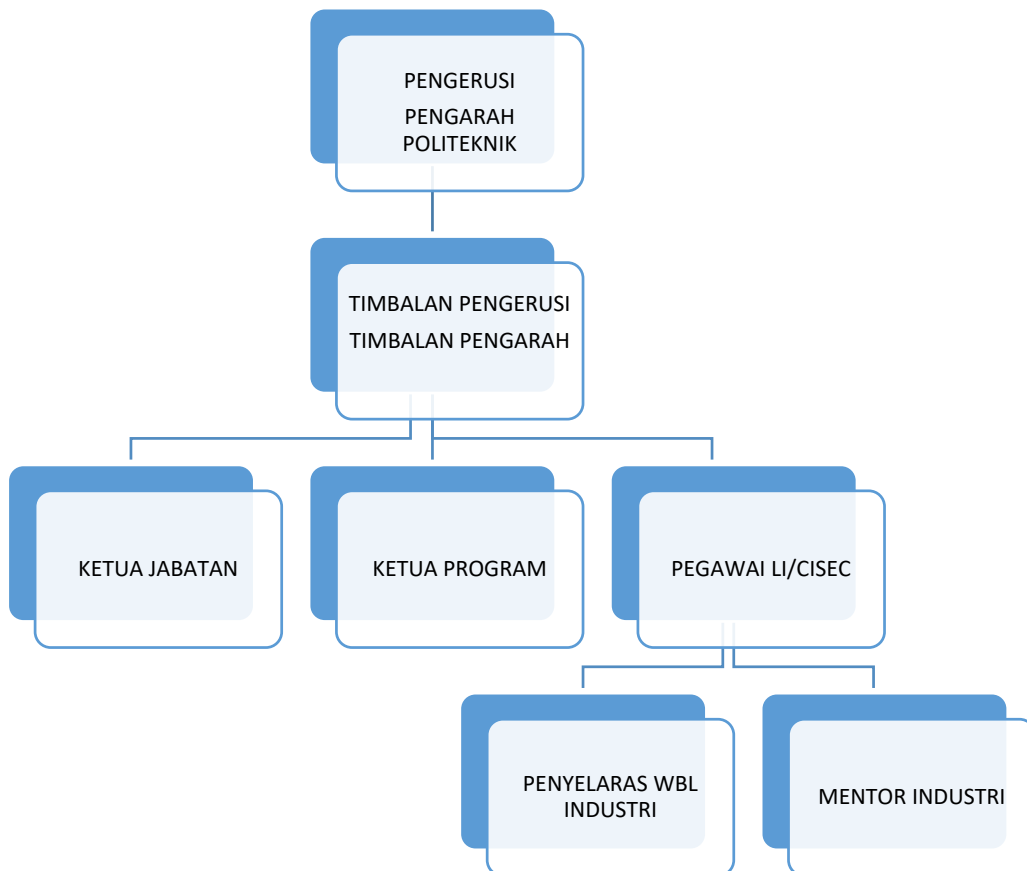 PENGERUSI
PENGARAH
POLITEKNIK
TIMBALAN PENGERUSI
TIMBALAN PENGARAH
KETUA JABATAN
KETUA PROGRAM
PEGAWAI LI/CISEC
PENYELARAS WBL
INDUSTRI
MENTOR INDUSTRI